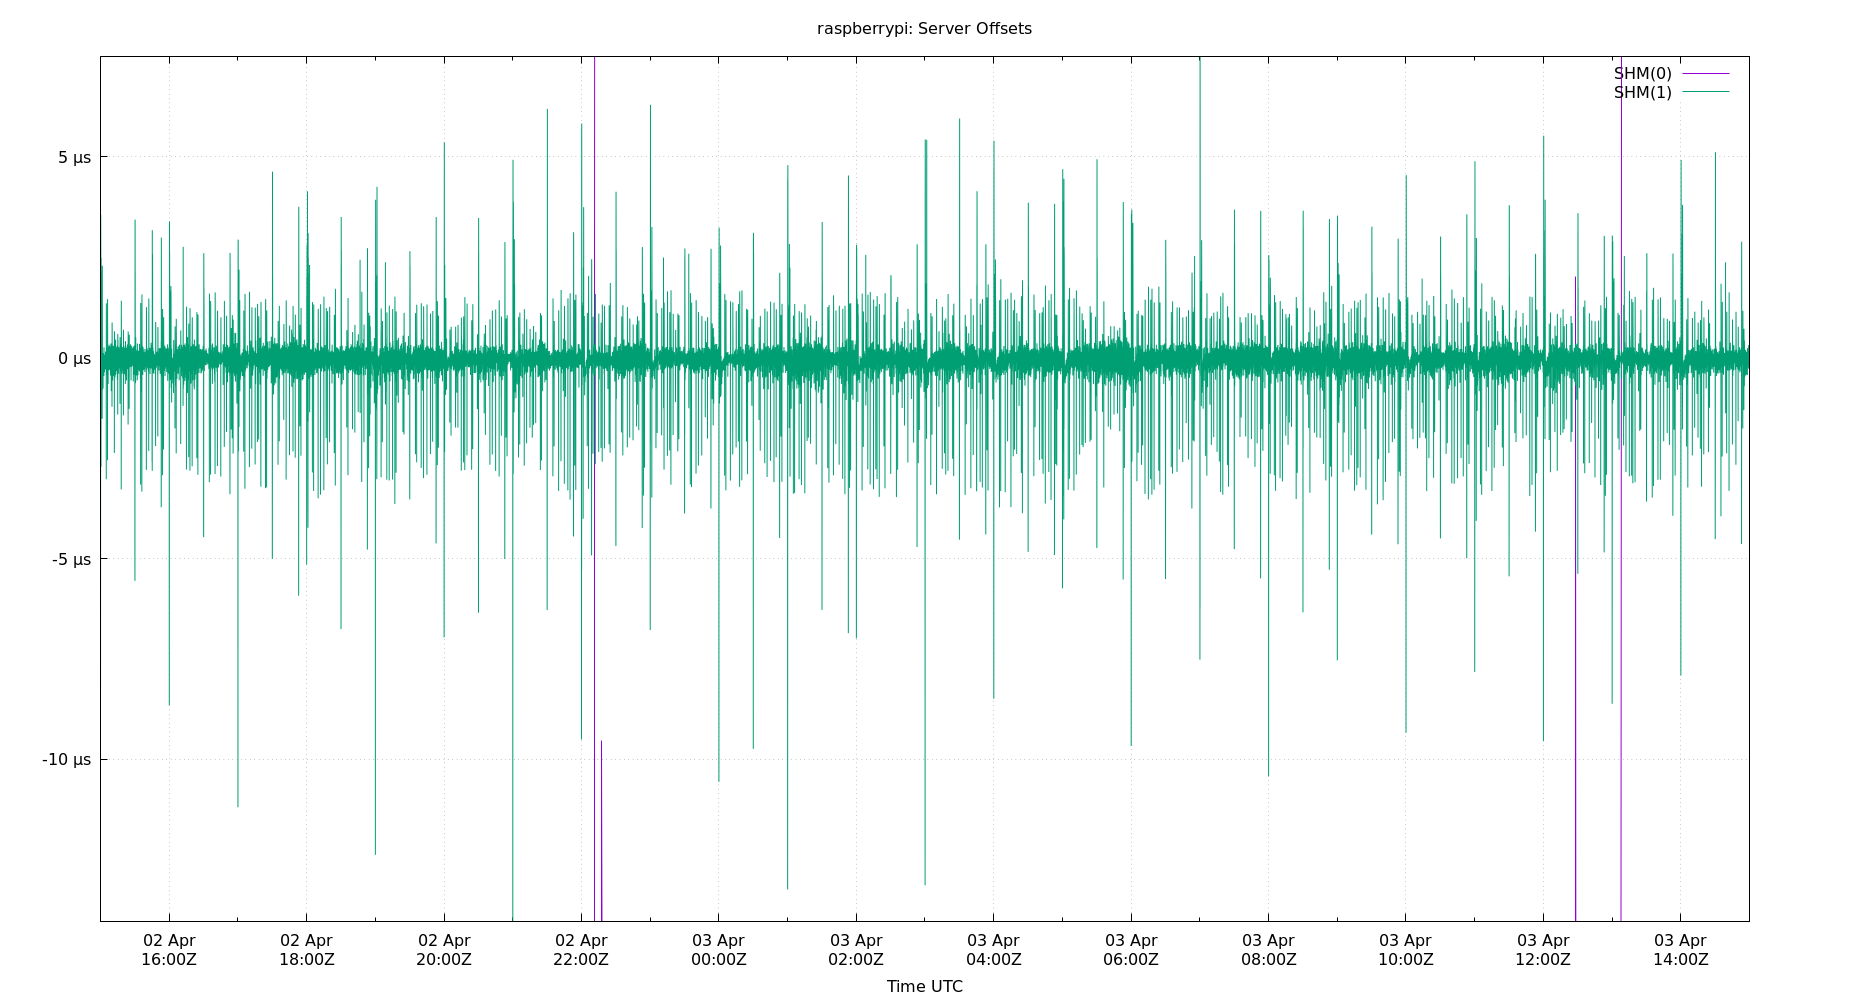 raspberrypi: Server Offsets
SHM(0)
SHM(1)
5 µs
0 µs
-5 µs
-10 µs
02 Apr 02 Apr 02 Apr 02 Apr 03 Apr 03 Apr 03 Apr 03 Apr 03 Apr 03 Apr 03 Apr 03 Apr
16:00Z 18:00Z 20:00Z 22:00Z 00:00Z 02:00Z 04:00Z 06:00Z 08:00Z 10:00Z 12:00Z 14:00Z
Time UTC